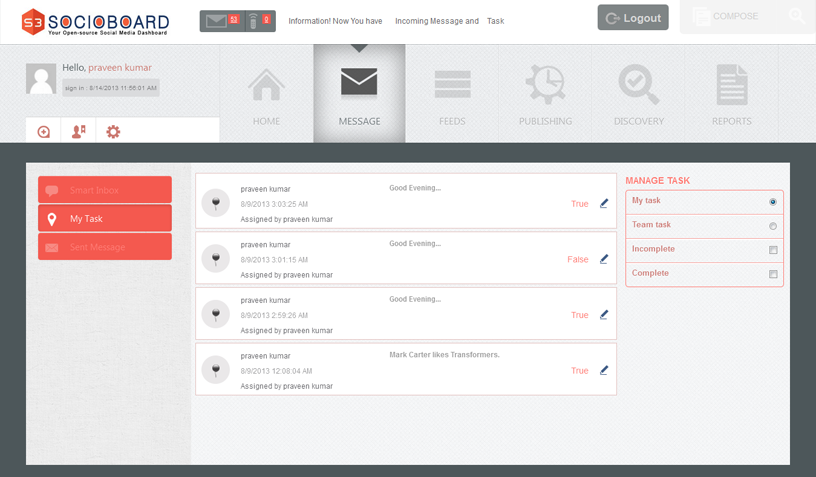 S3 SOCIOBOARD
Your Open-source Social Media Dashboard
53
0
Information! Now You have Incoming Message and Task
Logout
COMPOSE
Hello, praveen kumar
sign in : 8/14/2013 11:56:01 AM
HOME
MESSAGE
FEEDS
PUBLISHING
DISCOVERY
REPORTS
Smart Inbox
My Task
Sent Message
praveen kumar
Good Evening...
8/9/2013 3:03:25 AM
True
Assigned by praveen kumar
praveen kumar
Good Evening...
8/9/2013 3:01:15 AM
False
Assigned by praveen kumar
praveen kumar
Good Evening...
8/9/2013 2:59:26 AM
True
Assigned by praveen kumar
praveen kumar
Mark Carter likes Transformers.
8/9/2013 12:08:04 AM
True
Assigned by praveen kumar
MANAGE TASK
My task
Team task
Incomplete
Complete